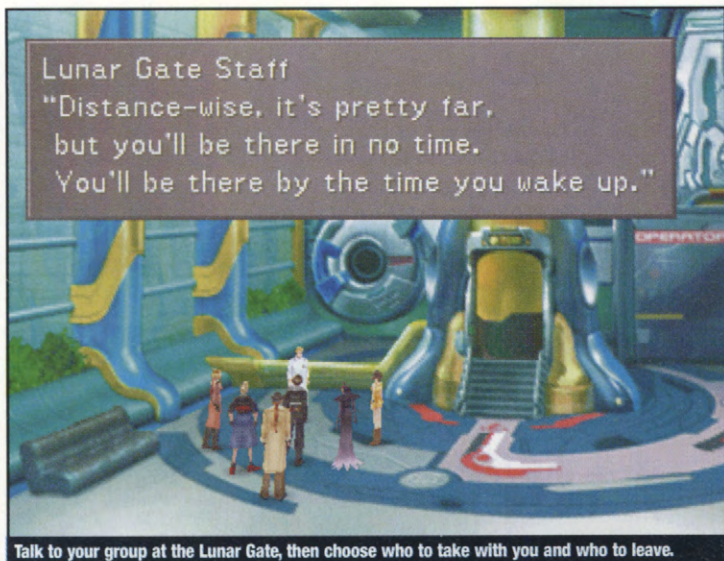 Lunar Gate Staff
“Distance-wise, it's pretty far,
but you'll be there in no time.
You'll be there by the time you wake up.”
OPERATOR
Talk to your group at the Lunar Gate, then choose who to take with you and who to leave.